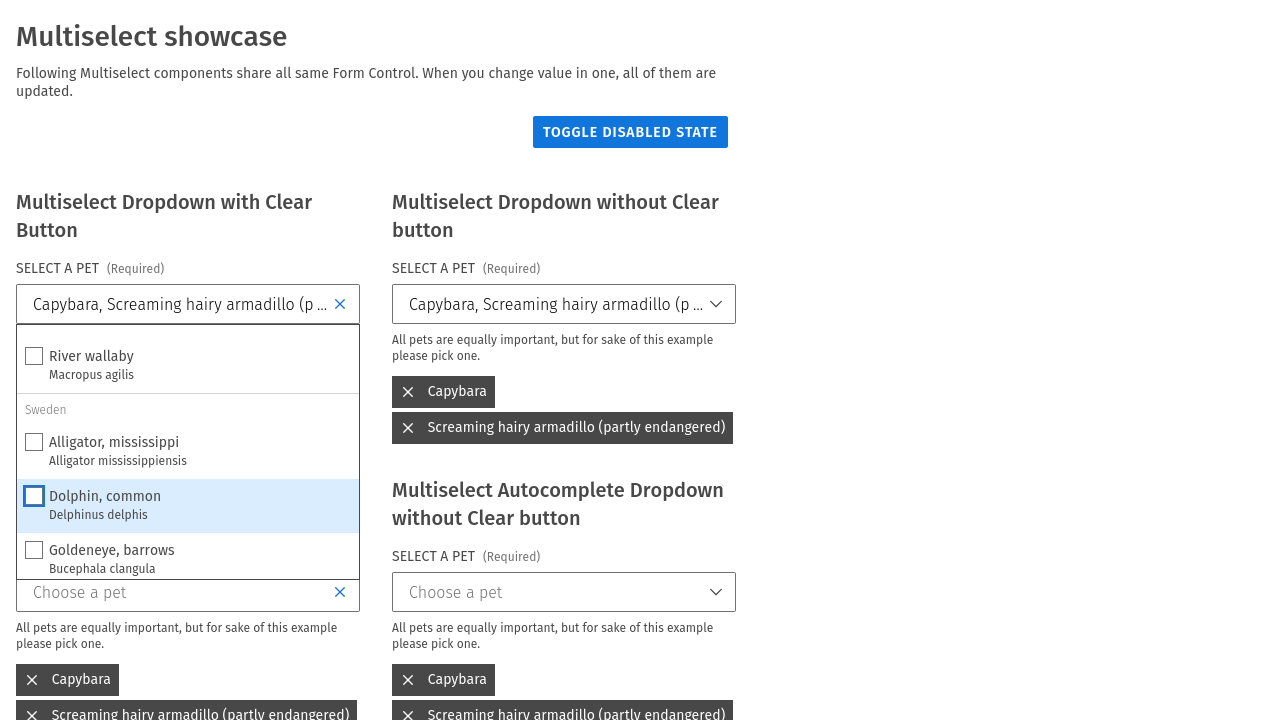 Multiselect showcase
Following Multiselect components share all same Form Control. When you change value in one, all of them are
updated.
TOGGLE DISABLED STATE
Multiselect Dropdown with Clear
Button
SELECT A PET (Required)
Capybara, Screaming hairy armadillo (p ...
River wallaby
Macropus agilis
Sweden
Alligator, mississippi
Alligator mississippiensis
Dolphin, common
Delphinus delphis
Goldeneye, barrows
Bucephala clangula
Choose a pet
All pets are equally important, but for sake of this example
please pick one.
Capybara
Screaming hairy armadillo (partly endangered)
Multiselect Dropdown without Clear
button
SELECT A PET (Required)
Capybara, Screaming hairy armadillo (p ...
All pets are equally important, but for sake of this example
please pick one.
Capybara
Screaming hairy armadillo (partly endangered)
Multiselect Autocomplete Dropdown
without Clear button
SELECT A PET (Required)
Choose a pet
All pets are equally important, but for sake of this example
please pick one.
Capybara
Screaming hairy armadillo (partly endangered)